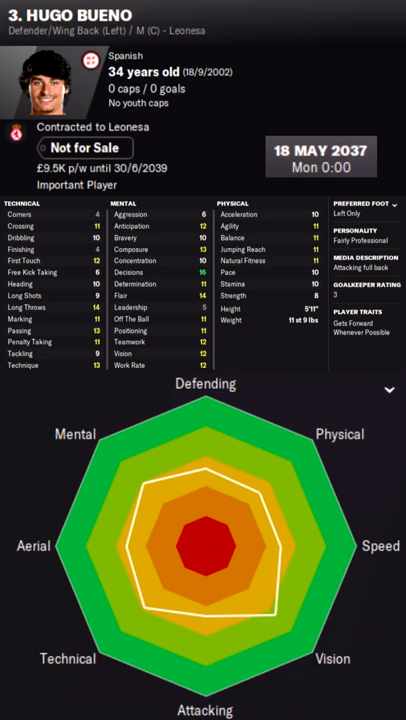 3. HUGO BUENO
Defender/Wing Back (Left) / M (C) - Leonesa
Spanish
34 years old (18/9/2002)
0 caps / 0 goals
No youth caps
Contracted to Leonesa
Not for Sale
£9.5K p/w until 30/6/2039
Important Player
18 MAY 2037
Mon 0:00
TECHNICAL
Corners 4
Crossing 11
Dribbling 10
Finishing 4
First Touch 12
Free Kick Taking 6
Heading 10
Long Shots 9
Long Throws 14
Marking 11
Passing 13
Penalty Taking 11
Tackling 9
Technique 13
MENTAL
Aggression 6
Anticipation 12
Bravery 10
Composure 13
Concentration 10
Decisions 16
Determination 11
Flair 14
Leadership 5
Off The Ball 11
Positioning 11
Teamwork 12
Vision 12
Work Rate 12
PHYSICAL
Acceleration 10
Agility 11
Balance 11
Jumping Reach 11
Natural Fitness 11
Pace 10
Stamina 10
Strength 8
Height 5'11"
Weight 11 st 9 lbs
PREFERRED FOOT
Left Only
PERSONALITY
Fairly Professional
MEDIA DESCRIPTION
Attacking full back
GOALKEEPER RATING
3
PLAYER TRAITS
Gets Forward
Whenever Possible
Defending
Mental
Physical
Aerial
Speed
Technical
Vision
Attacking